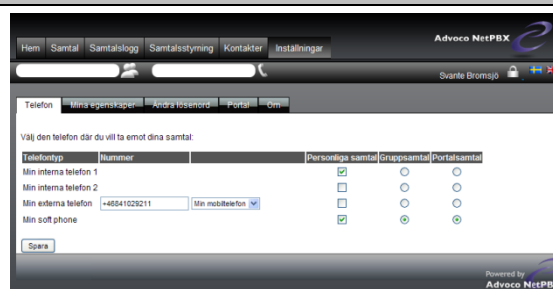 Advoco NetPBX
Hem Samtal Samtalslogg Samtalsstyrning Kontakter Inställningar
Svante Bromsjö
Telefon Mina egenskaper Ändra lösenord Portal Om
Välj den telefon där du vill ta emot dina samtal:
Telefontyp Nummer Personliga samtal Gruppsamtal Portalsamtal
Min interna telefon 1
Min interna telefon 2
Min externa telefon +46841029211 Min mobiltelefon
Min soft phone
Spara
Powered by
Advoco NetPB